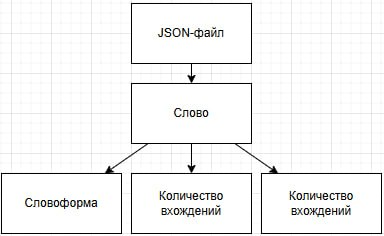 JSON-файл
Слово
Словоформа
Количество
вхождений
Количество
вхождений